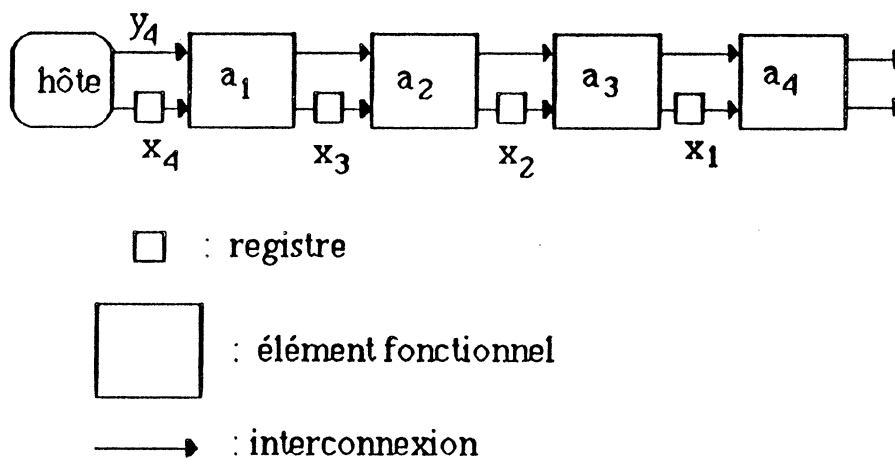 y₄
hôte a₁ a₂ a₃ a₄
x₄ x₃ x₂ x₁
: registre
: élément fonctionnel
: interconnexion